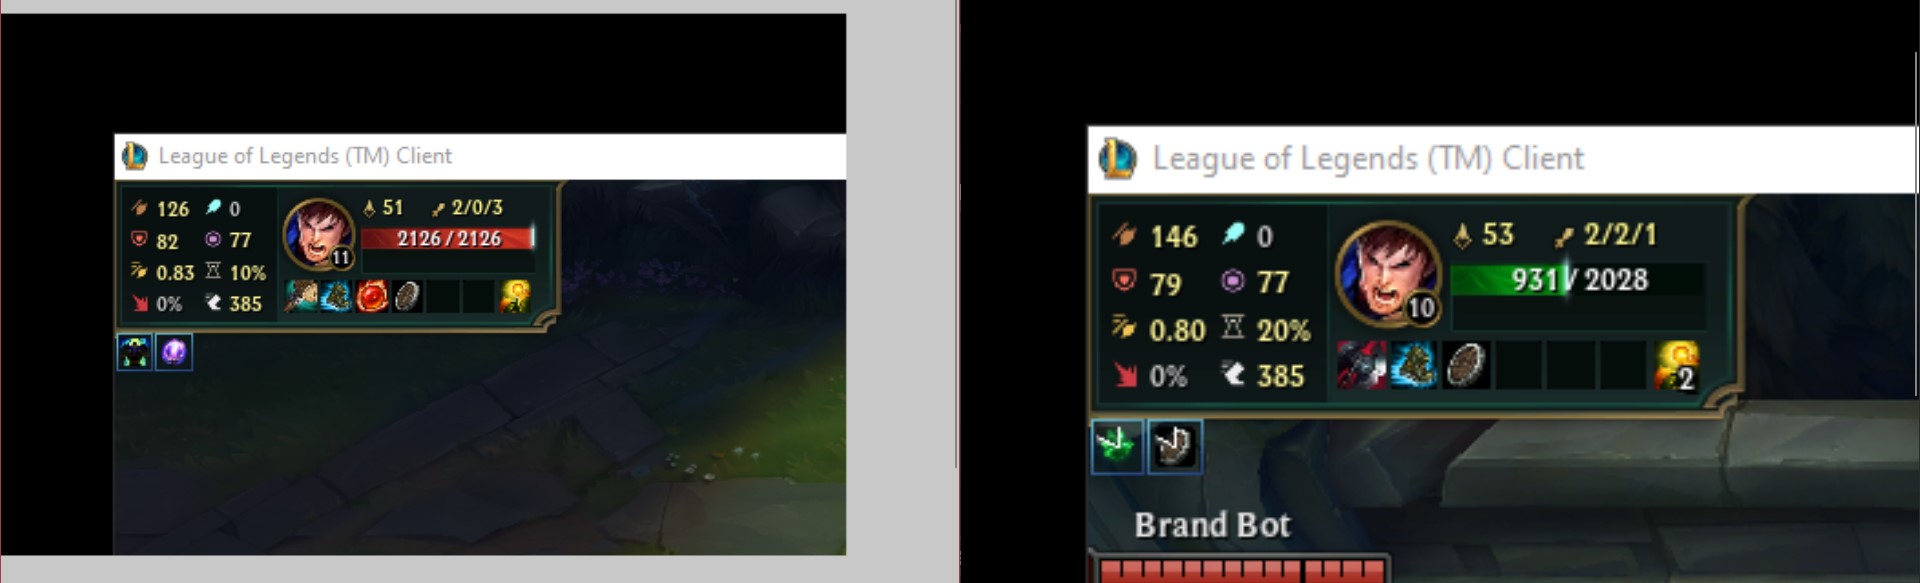 League of Legends (TM) Client
126 0 51 2/0/3
82 77 2126 / 2126
0.83 10% 11
0% 385
League of Legends (TM) Client
146 0 53 2/2/1
79 77 931 / 2028
0.80 20% 10
0% 385 2
Brand Bot